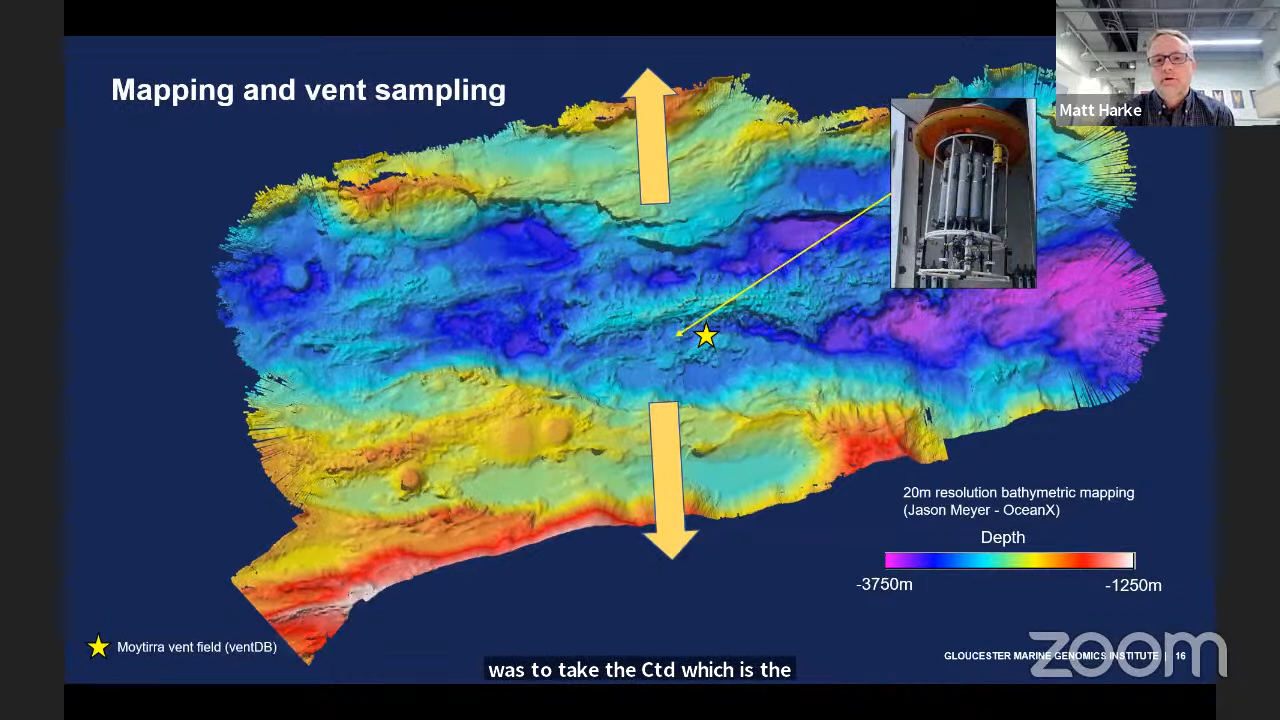 Mapping and vent sampling
Matt Harke
20m resolution bathymetric mapping
(Jason Meyer - OceanX)
Depth
-3750m
-1250m
Moytirra vent field (ventDB)
GLOUCESTER MARINE GENOMICS INSTITUTE | 16
zoom
was to take the Ctd which is the